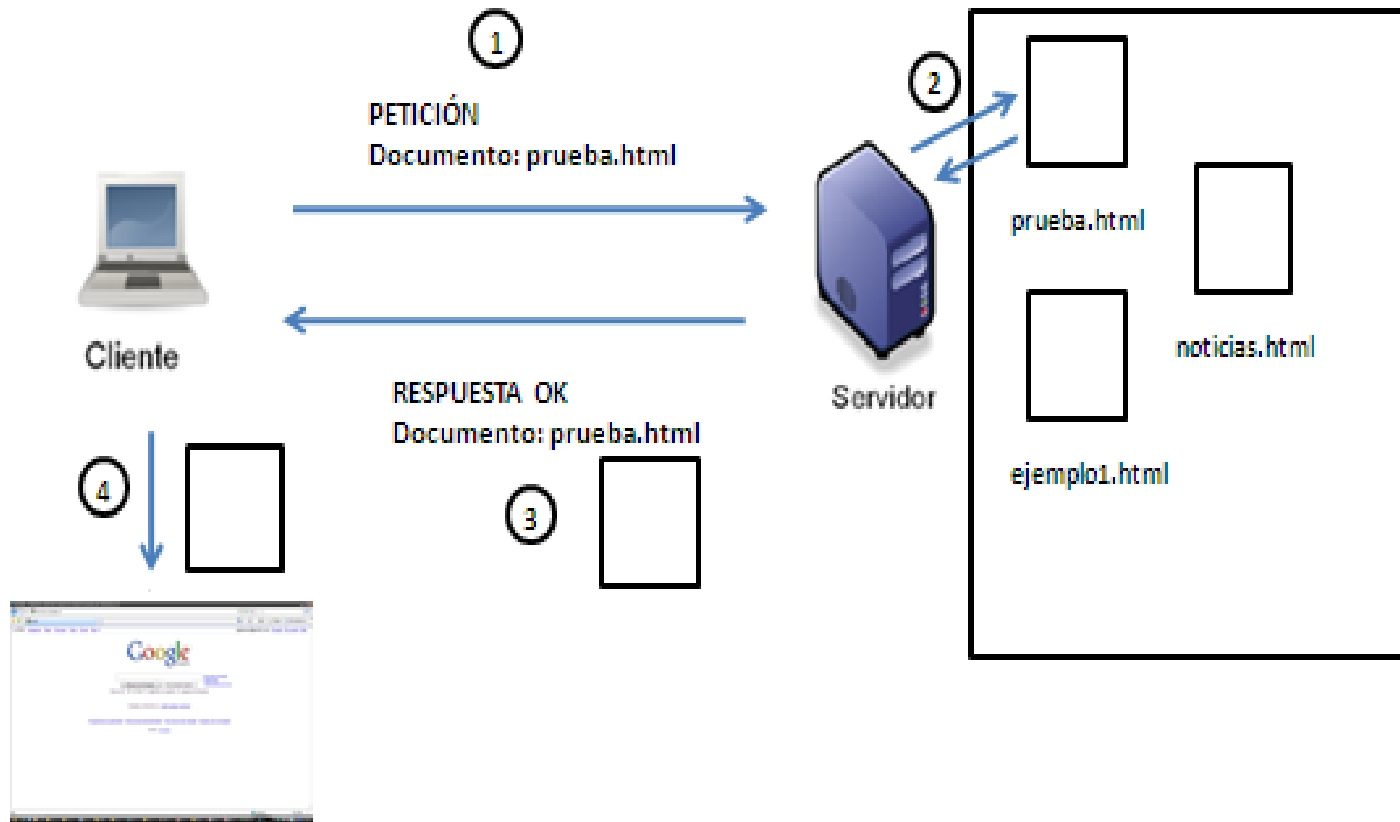 1
PETICIÓN
Documento: prueba.html
2
prueba.html
noticias.html
ejemplo1.html
Cliente
Servidor
RESPUESTA OK
Documento: prueba.html
3
4
Google